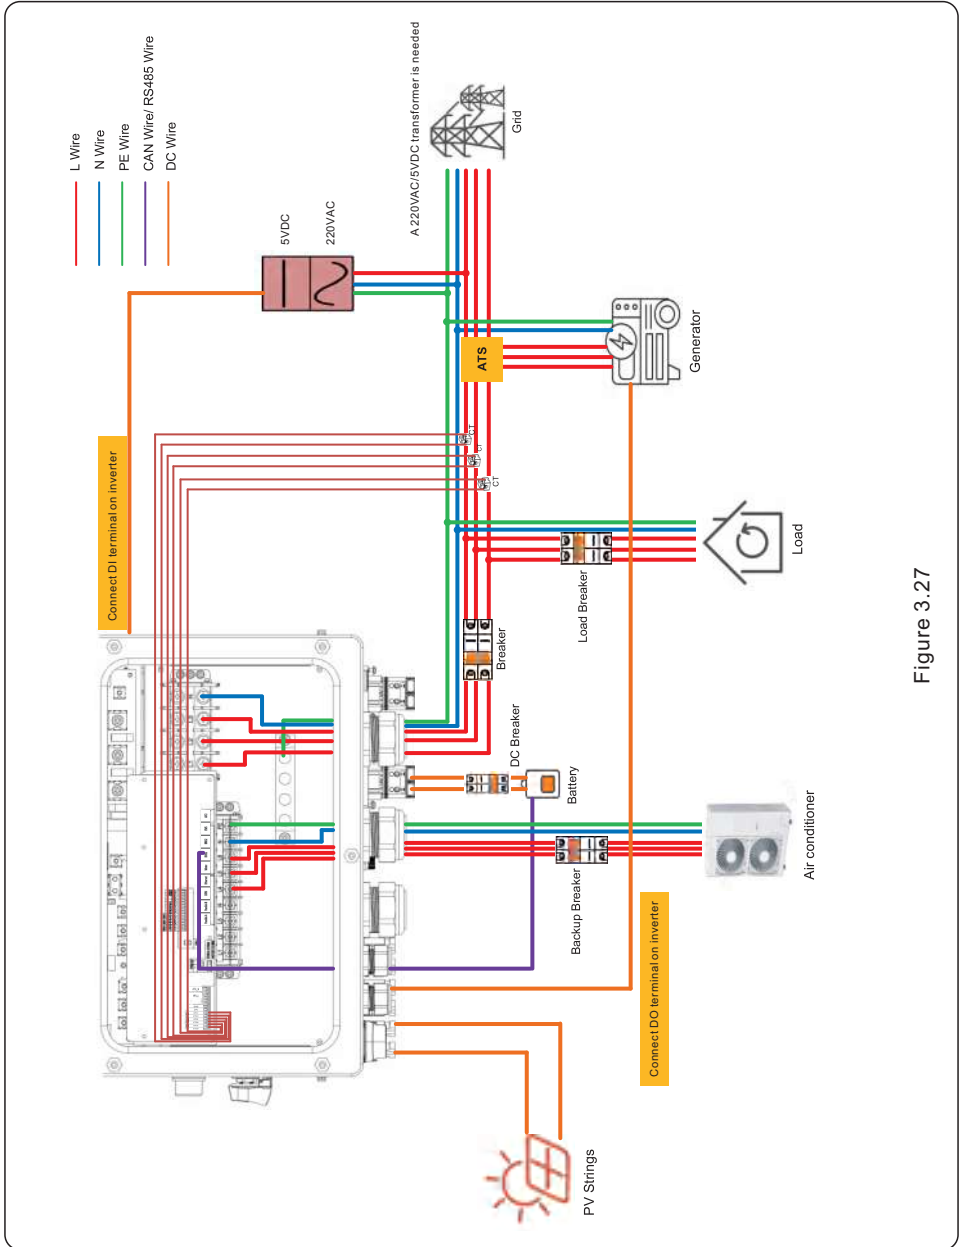 L Wire
N Wire
PE Wire
CAN Wire/ RS485 Wire
DC Wire
5VDC
220VAC
A 220VAC/5VDC transformer is needed
Grid
Connect DI terminal on inverter
ATS
Generator
CT
CT
CT
Load
Load Breaker
Breaker
DC Breaker
Battery
Backup Breaker
Air conditioner
Connect DO terminal on inverter
PV Strings
Figure 3.27